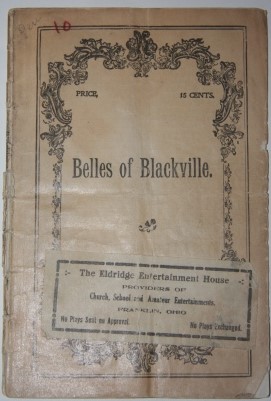 10
PRICE, 15 CENTS.
Belles of Blackville.
The Eldridge Entertainment House
PROVIDERS OF
Church, School and Amateur Entertainments.
FRANKLIN, OHIO
No Plays Sent on Approval. No Plays Exchanged.